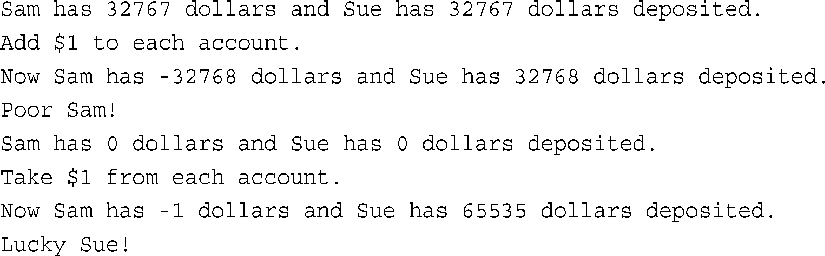 Sam has 32767 dollars and Sue has 32767 dollars deposited.
Add $1 to each account.
Now Sam has -32768 dollars and Sue has 32768 dollars deposited.
Poor Sam!
Sam has 0 dollars and Sue has 0 dollars deposited.
Take $1 from each account.
Now Sam has -1 dollars and Sue has 65535 dollars deposited.
Lucky Sue!